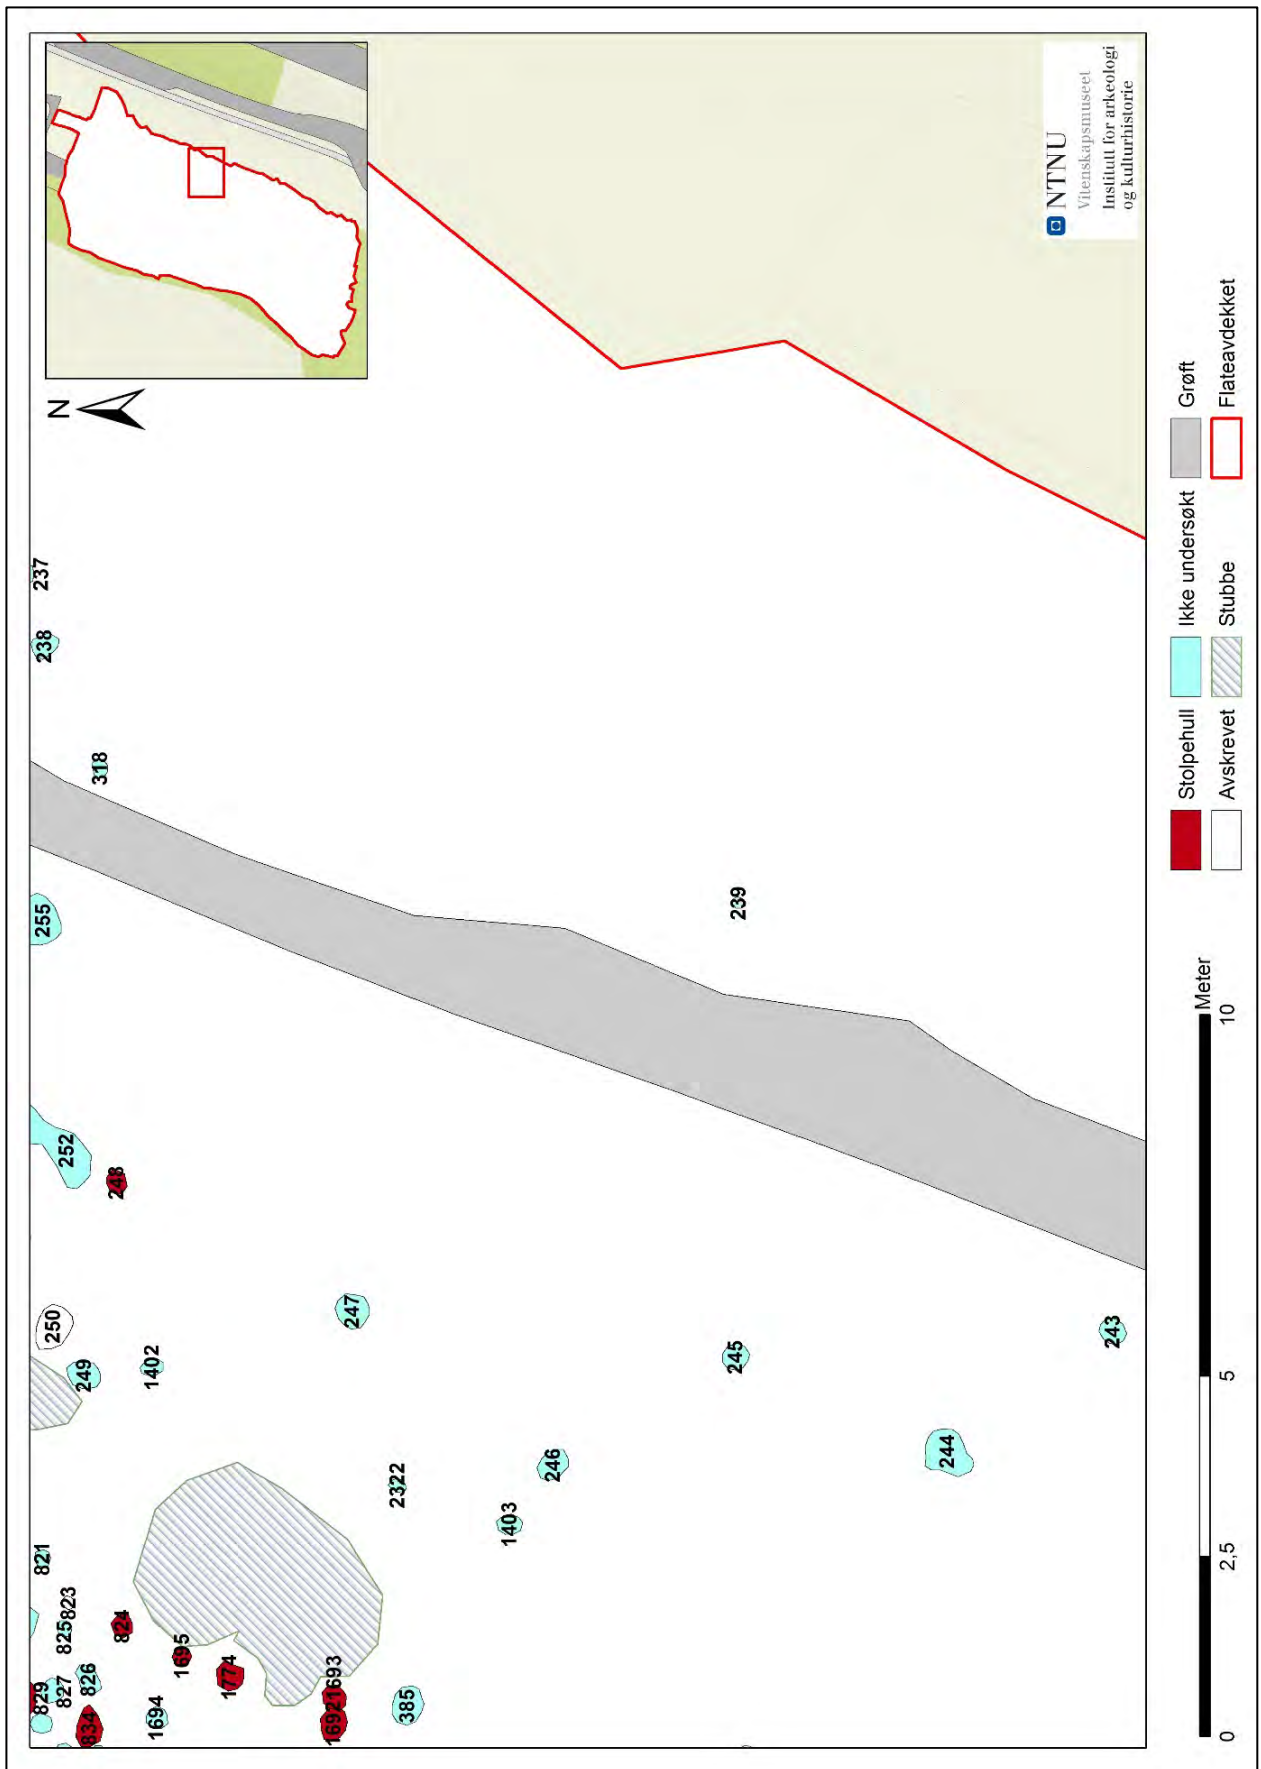 N
237
238
318
255
252
248
250
249
1402
247
239
245
243
246
244
2322
1403
821
823
825
824
1695
826
827
829
834
1694
1774
1693
1692
385
NTNU
Vitenskapsmuseet
Institutt for arkeologi
og kulturhistorie
Stolpehull
Ikke undersøkt
Grøft
Avskrevet
Stubbe
Flateavdekket
Meter
0 2,5 5 10